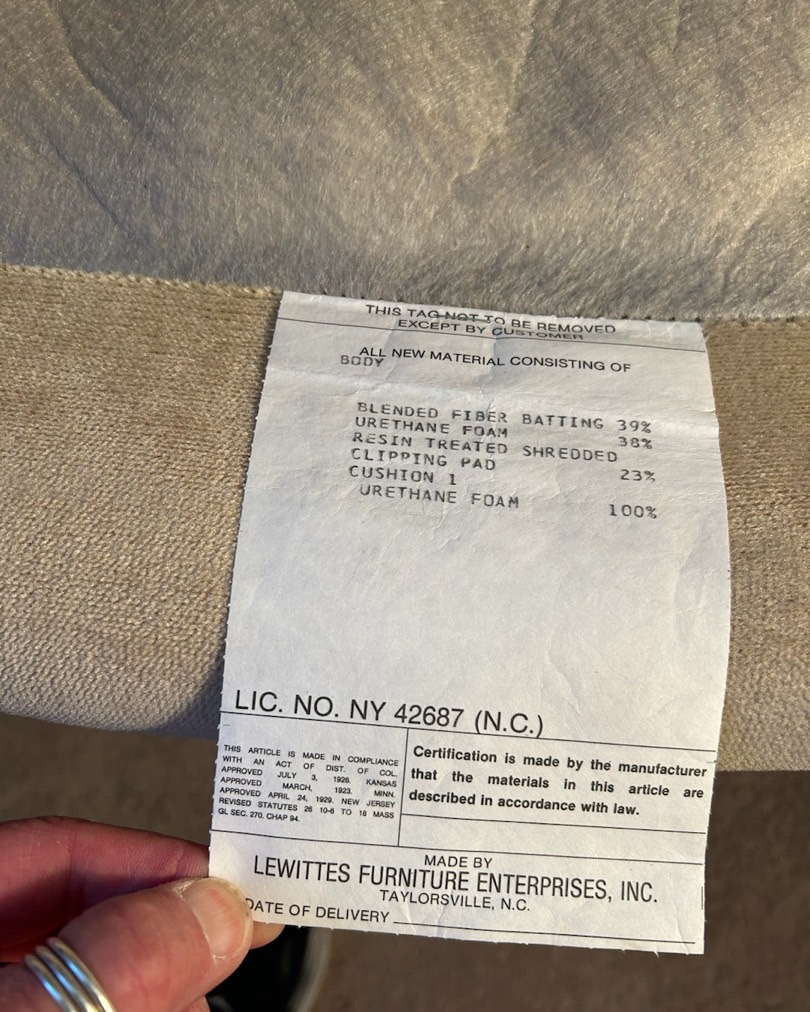 THIS TAG NOT TO BE REMOVED
EXCEPT BY CUSTOMER
ALL NEW MATERIAL CONSISTING OF
BODY
BLENDED FIBER BATTING 39%
URETHANE FOAM 38%
RESIN TREATED SHREDDED
CLIPPING PAD 23%
CUSHION 1
URETHANE FOAM 100%
LIC. NO. NY 42687 (N.C.)
THIS ARTICLE IS MADE IN COMPLIANCE
WITH AN ACT OF DIST. OF COL.
APPROVED JULY 3, 1926. KANSAS
APPROVED MARCH, 1923. MINN.
APPROVED APRIL 24, 1929. NEW JERSEY
REVISED STATUTES 26 10-6 TO 18 MASS
GL SEC. 270. CHAP 94.
Certification is made by the manufacturer
that the materials in this article are
described in accordance with law.
MADE BY
LEWITTES FURNITURE ENTERPRISES, INC.
TAYLORSVILLE, N.C.
DATE OF DELIVERY